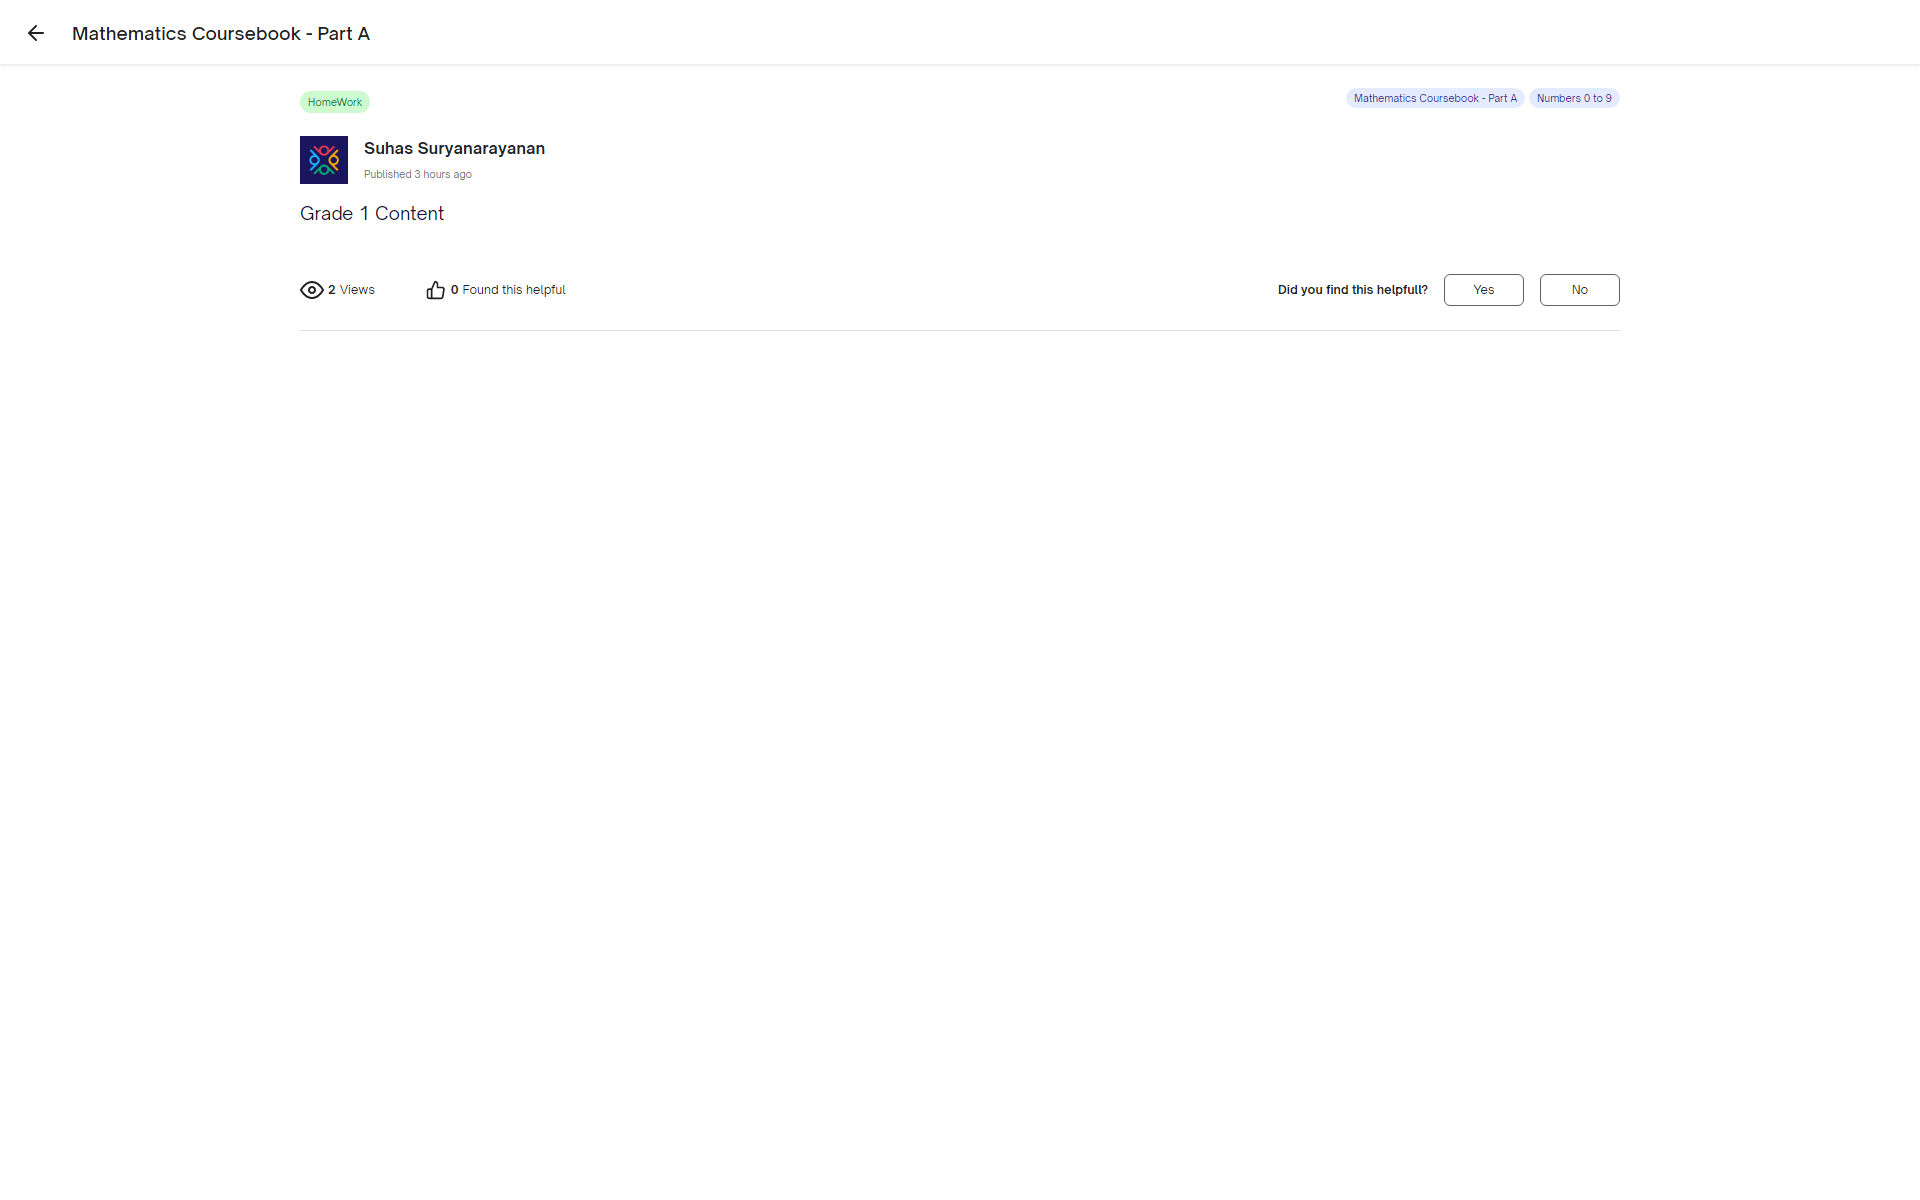 Mathematics Coursebook - Part A
HomeWork
Mathematics Coursebook - Part A
Numbers 0 to 9
Suhas Suryanarayanan
Published 3 hours ago
Grade 1 Content
2 Views
0 Found this helpful
Did you find this helpfull?
Yes
No